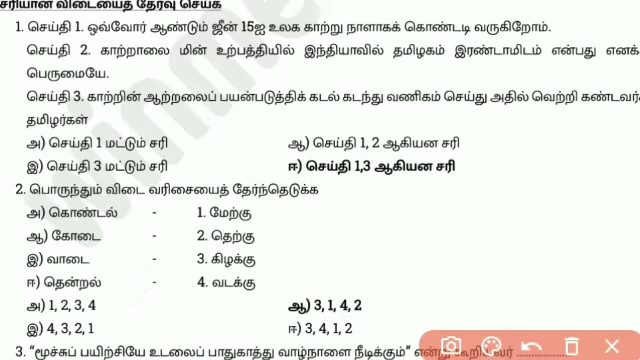 சரியான விடையைத் தேர்வு செய்க
1. செய்தி 1. ஒவ்வோர் ஆண்டும் ஜீன் 15ஐ உலக காற்று நாளாகக் கொண்டடி வருகிறோம்.
செய்தி 2. காற்றாலை மின் உற்பத்தியில் இந்தியாவில் தமிழகம் இரண்டாமிடம் என்பது எனக்
பெருமையே.
செய்தி 3. காற்றின் ஆற்றலைப் பயன்படுத்திக் கடல் கடந்து வணிகம் செய்து அதில் வெற்றி கண்டவர்
தமிழர்கள்
அ) செய்தி 1 மட்டும் சரி ஆ) செய்தி 1, 2 ஆகியன சரி
இ) செய்தி 3 மட்டும் சரி ஈ) செய்தி 1,3 ஆகியன சரி
2. பொருந்தும் விடை வரிசையைத் தேர்ந்தெடுக்க
அ) கொண்டல் - 1. மேற்கு
ஆ) கோடை - 2. தெற்கு
இ) வாடை - 3. கிழக்கு
ஈ) தென்றல் - 4. வடக்கு
அ) 1, 2, 3, 4 ஆ) 3, 1, 4, 2
இ) 4, 3, 2, 1 ஈ) 3, 4, 1, 2
3. “மூச்சுப் பயிற்சியே உடலைப் பாதுகாத்து வாழ்நாளை நீடிக்கும்” என்று கூறியவர்